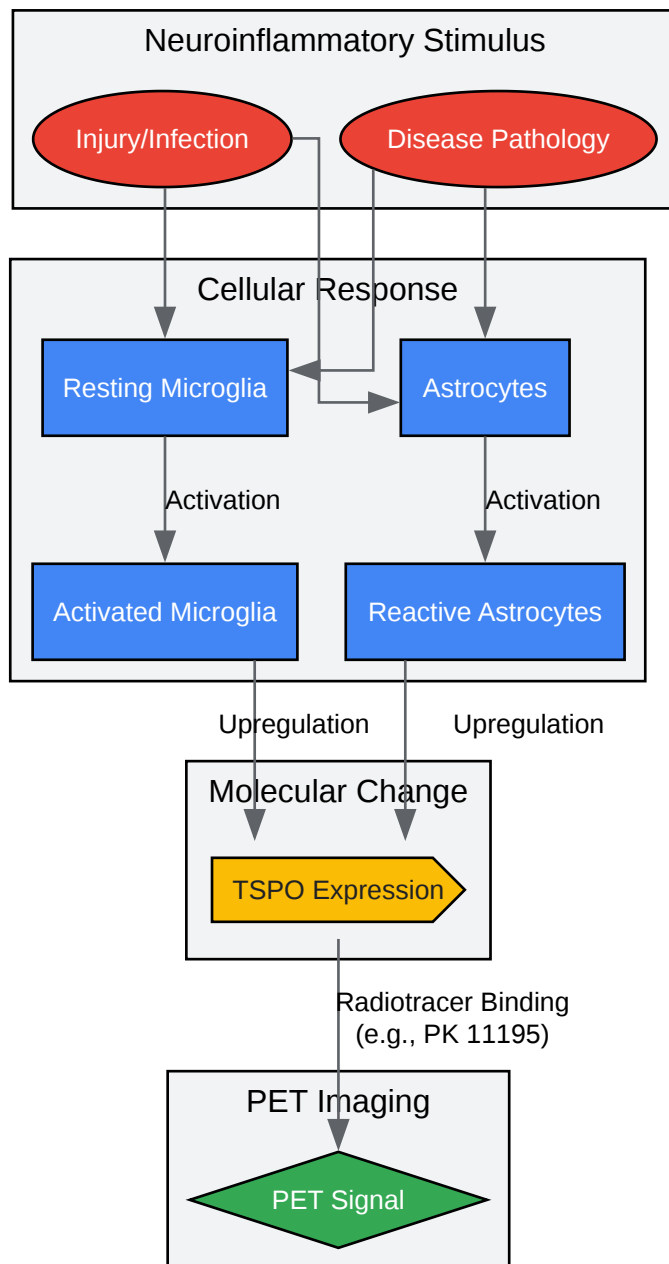 Neuroinflammatory Stimulus
Injury/Infection
Disease Pathology
Cellular Response
Resting Microglia
Astrocytes
Activation
Activation
Activated Microglia
Reactive Astrocytes
Upregulation
Upregulation
Molecular Change
TSPO Expression
Radiotracer Binding
(e.g., PK 11195)
PET Imaging
PET Signal